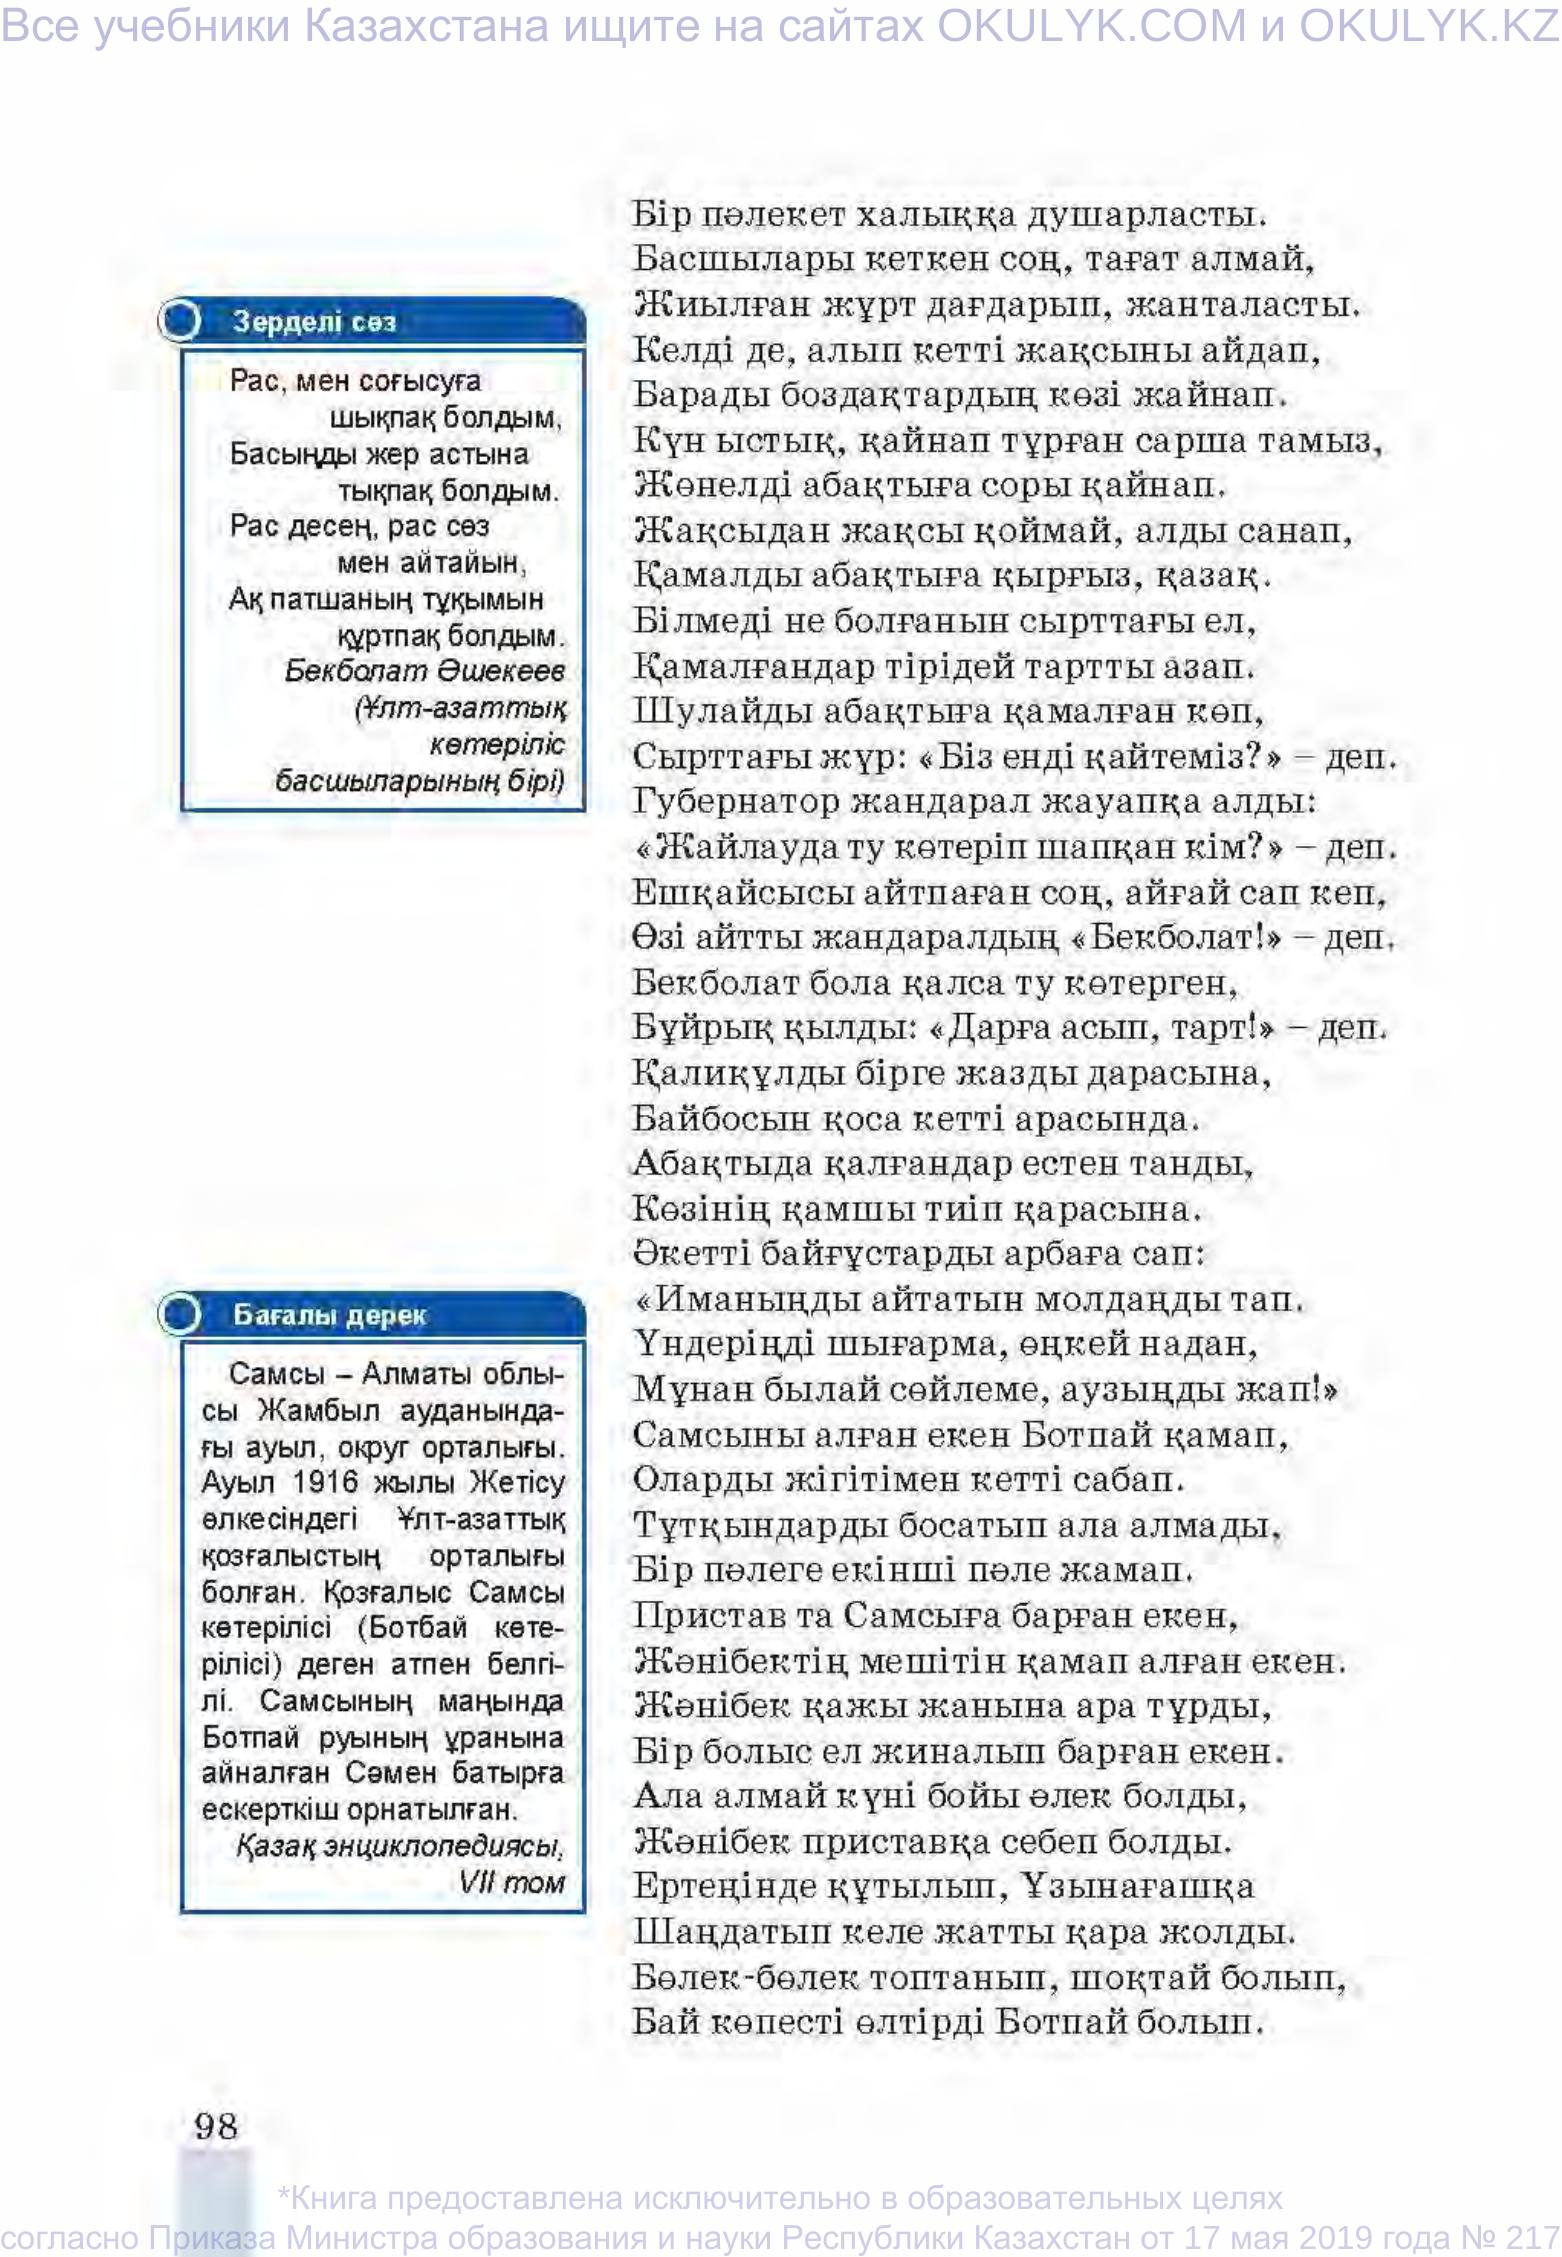 Все учебники Казахстана ищите на сайтах OKULYK.COM и OKULYK.KZ
Зерделі сөз
Рас, мен соғысуға
шықпақ болдым,
Басыңды жер астына
тықпақ болдым.
Рас десең, рас сөз
мен айтайын,
Ақ патшаның тұқымын
құртпақ болдым.
Бекболат Әшекеев
(Ұлт-азаттық
көтеріліс
басшыларының бірі)
Бағалы дерек
Самсы – Алматы облы-
сы Жамбыл ауданында-
ғы ауыл, округ орталығы.
Ауыл 1916 жылы Жетісу
өлкесіндегі Ұлт-азаттық
қозғалыстың орталығы
болған. Қозғалыс Самсы
көтерілісі (Ботбай көте-
рілісі) деген атпен белгі-
лі. Самсының маңында
Ботпай руының ұранына
айналған Сәмен батырға
ескерткіш орнатылған.
Қазақ энциклопедиясы,
VII том
Бір пәлекет халыққа душарласты.
Басшылары кеткен соң, тағат алмай,
Жиылған жұрт дағдарып, жанталасты.
Келді де, алып кетті жақсыны айдап,
Барады боздақтардың көзі жайнап.
Күн ыстық, қайнап тұрған сарша тамыз,
Жөнелді абақтыға соры қайнап.
Жақсыдан жақсы қоймай, алды санап,
Қамалды абақтыға қырғыз, қазақ.
Білмеді не болғанын сырттағы ел,
Қамалғандар тірідей тартты азап.
Шулайды абақтыға қамалған көп,
Сырттағы жүр: «Біз енді қайтеміз?» – деп.
Губернатор жандарал жауапқа алды:
«Жайлауда ту көтеріп шапқан кім?» – деп.
Ешқайсысы айтпаған соң, айғай сап кеп,
Өзі айтты жандаралдың «Бекболат!» – деп.
Бекболат бола қалса ту көтерген,
Бұйрық қылды: «Дарға асып, тарт!» – деп.
Қалиқұлды бірге жазды дарасына,
Байбосын қоса кетті арасында.
Абақтыда қалғандар естен танды,
Көзінің қамшы тиіп қарасына.
Әкетті байғұстарды арбаға сап:
«Иманыңды айтатын молдаңды тап.
Үндеріңді шығарма, өңкей надан,
Мұнан былай сөйлеме, аузыңды жап!»
Самсыны алған екен Ботпай қамап,
Оларды жігітімен кетті сабап.
Тұтқындарды босатып ала алмады,
Бір пәлеге екінші пәле жамап.
Пристав та Самсыға барған екен,
Жәнібектің мешітін қамап алған екен.
Жәнібек қажы жанына ара тұрды,
Бір болыс ел жиналып барған екен.
Ала алмай күні бойы әлек болды,
Жәнібек приставқа себеп болды.
Ертеңінде құтылып, Ұзынағашқа
Шаңдатып келе жатты қара жолды.
Бөлек-бөлек топтанып, шоқтай болып,
Бай көпесті өлтірді Ботпай болып.
98
*Книга предоставлена исключительно в образовательных целях
согласно Приказа Министра образования и науки Республики Казахстан от 17 мая 2019 года № 217